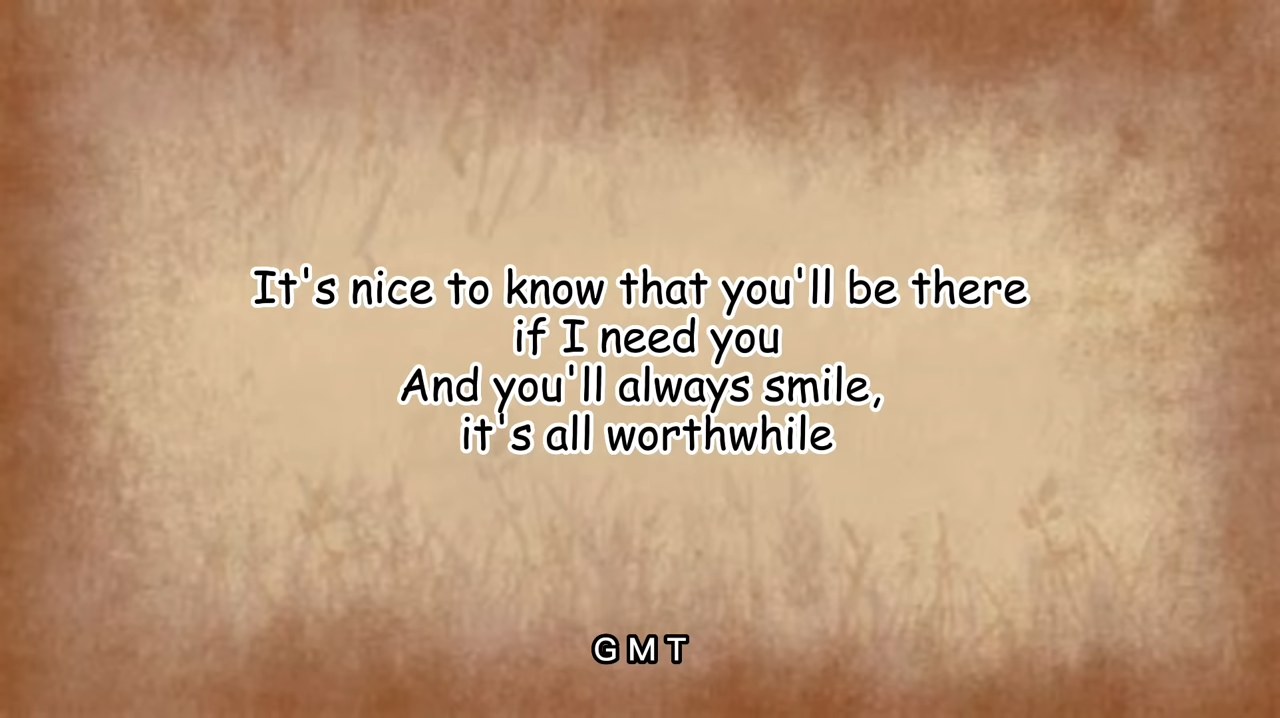 It's nice to know that you'll be there
if I need you
And you'll always smile,
it's all worthwhile
GMT